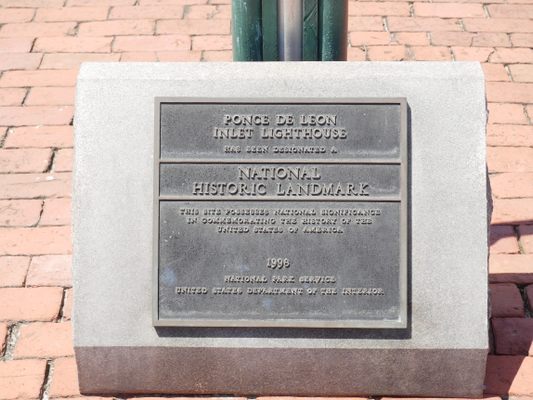 PONCE DE LEON
INLET LIGHTHOUSE
HAS BEEN DESIGNATED A
NATIONAL
HISTORIC LANDMARK
THIS SITE POSSESSES NATIONAL SIGNIFICANCE
IN COMMEMORATING THE HISTORY OF THE
UNITED STATES OF AMERICA
1998
NATIONAL PARK SERVICE
UNITED STATES DEPARTMENT OF THE INTERIOR